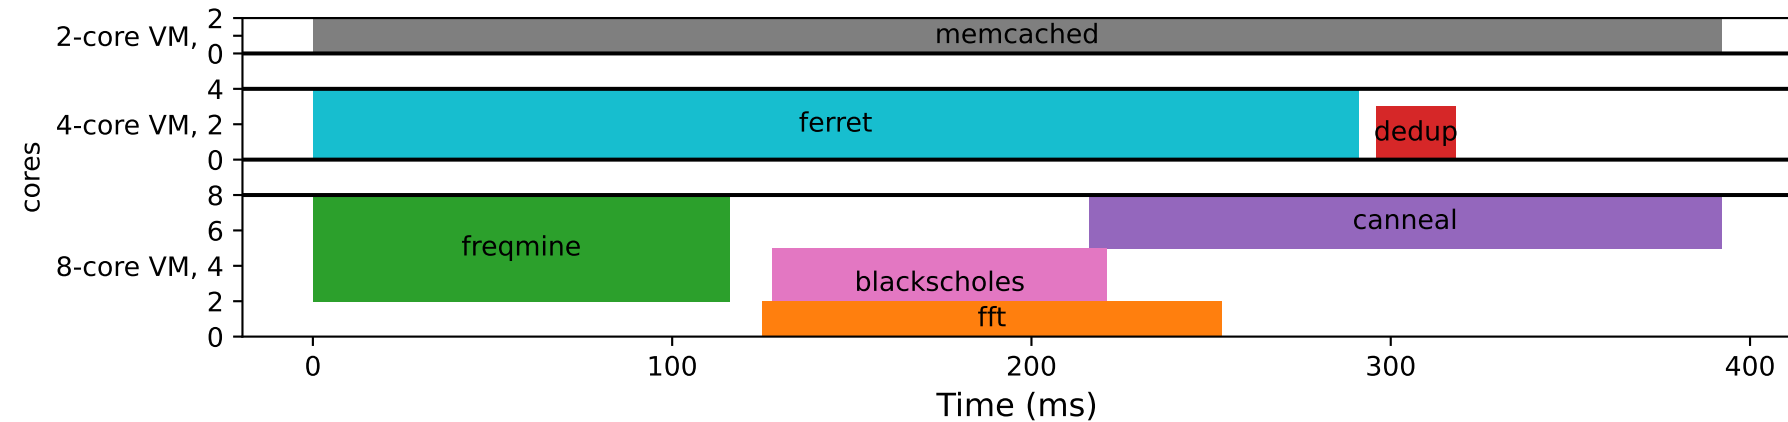 cores
2-core VM,
2
0
memcached
4-core VM,
4
2
0
ferret
dedup
8-core VM,
8
6
4
2
0
freqmine
canneal
blackscholes
fft
0 100 200 300 400
Time (ms)